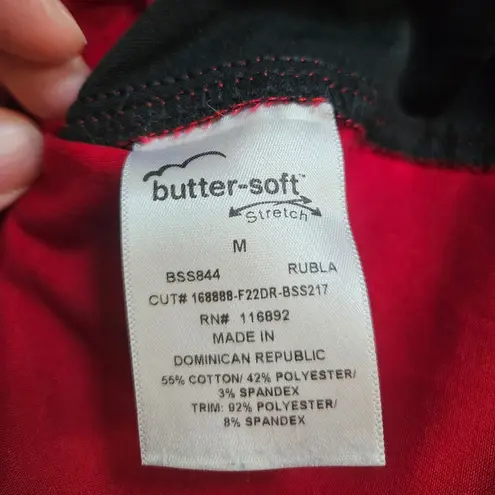 butter-soft™
Stretch
M
BSS844 RUBLA
CUT# 168888-F22DR-BSS217
RN# 116892
MADE IN
DOMINICAN REPUBLIC
55% COTTON/ 42% POLYESTER/
3% SPANDEX
TRIM: 92% POLYESTER/
8% SPANDEX